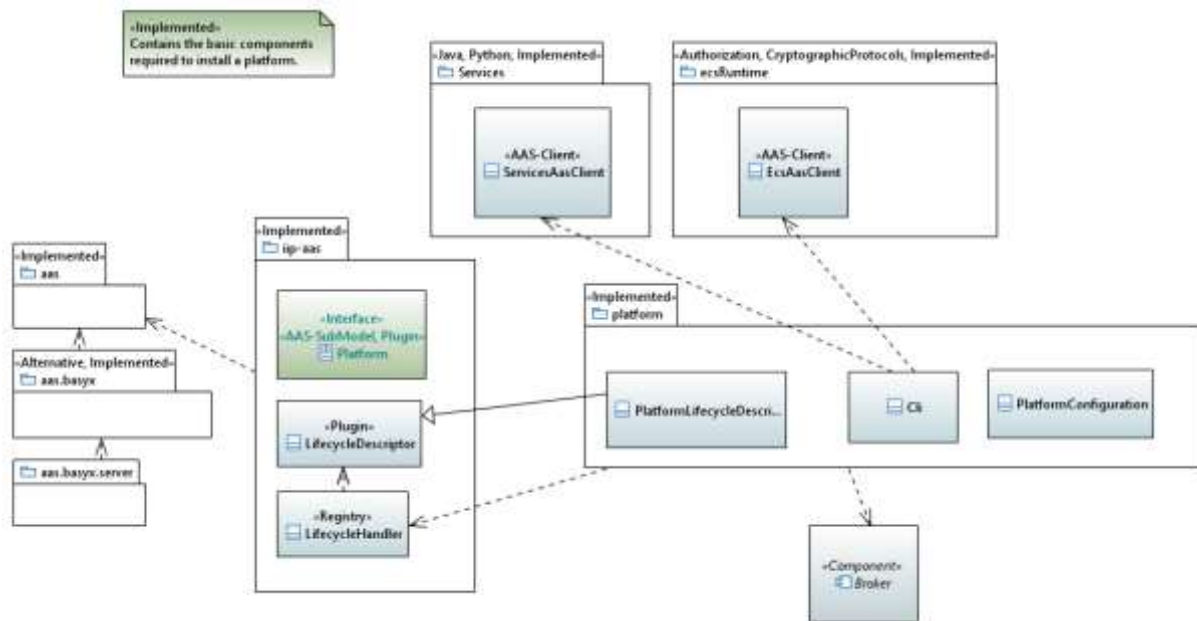 «Implemented»
Contains the basic components
required to install a platform.
«Java, Python, Implemented»
Services
«AAS-Client»
ServicesAasClient
«Authorization, CryptographicProtocols, Implemented»
ecsRuntime
«AAS-Client»
EcsAasClient
«Implemented»
aas
«Alternative, Implemented»
aas.basyx
aas.basyx.server
«Implemented»
iip-aas
«Interface»
«AAS-SubModel, Plugin»
Platform
«Plugin»
LifecycleDescriptor
«Registry»
LifecycleHandler
«Implemented»
platform
PlatformLifecycleDescri...
Cli
PlatformConfiguration
«Component»
Broker